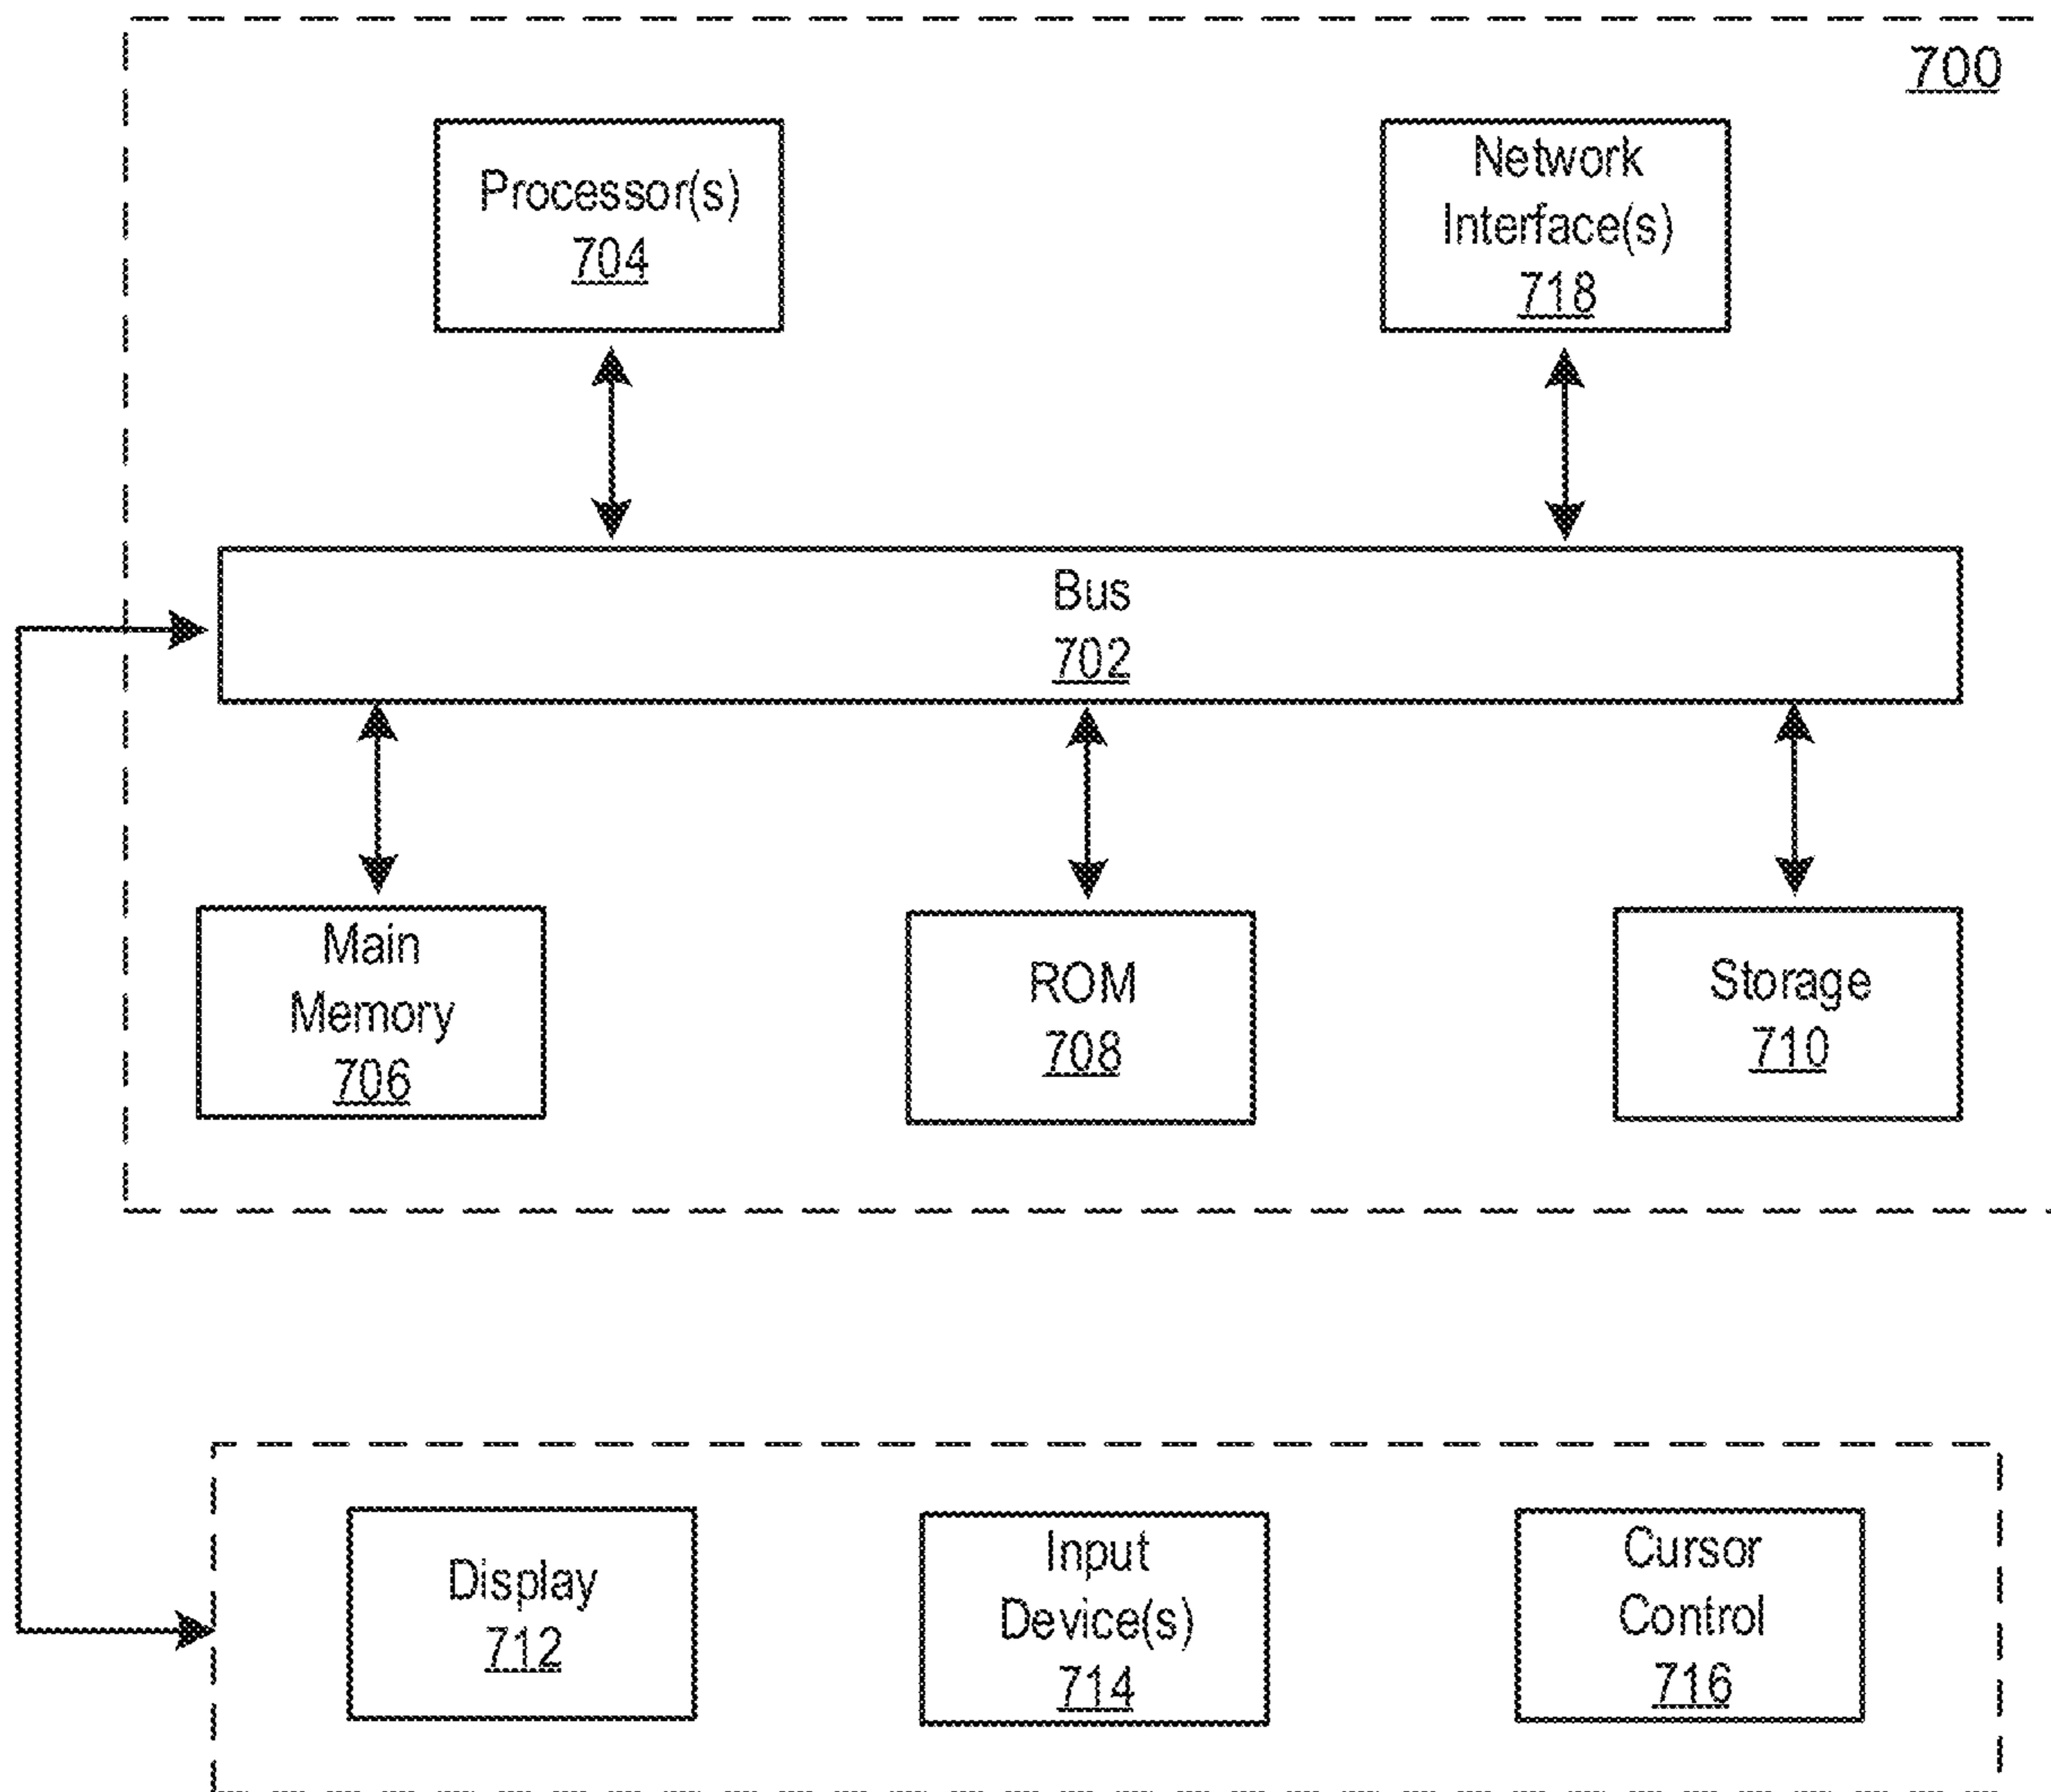 700
Processor(s)
704
Network
Interface(s)
718
Bus
702
Main
Memory
706
ROM
708
Storage
710
Display
712
Input
Device(s)
714
Cursor
Control
716